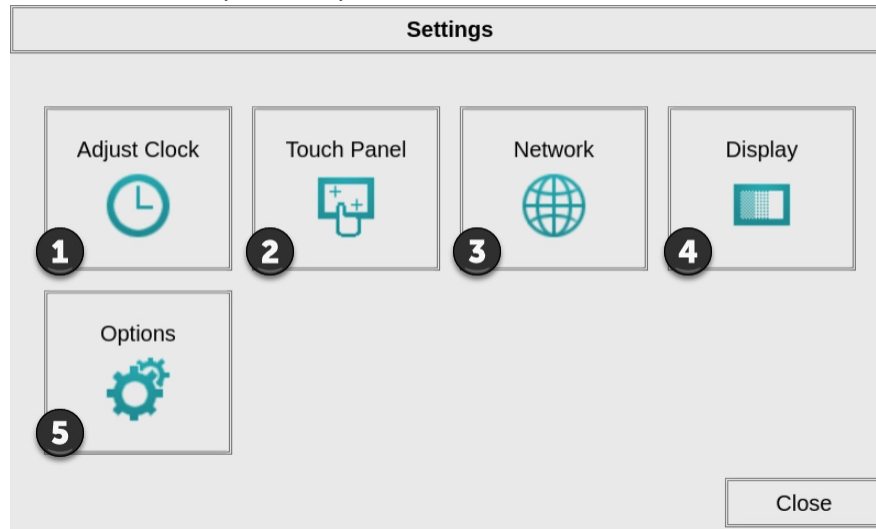 Settings
Adjust Clock
Touch Panel
Network
Display
1
2
3
4
Options
5
Close